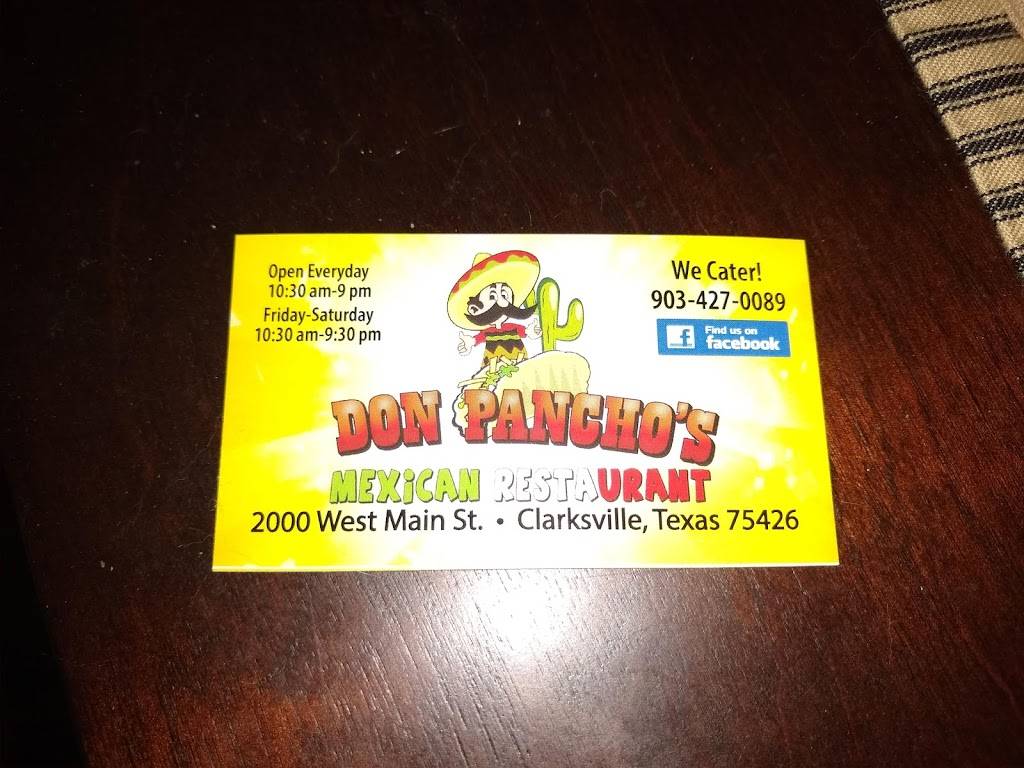 Open Everyday
10:30 am-9 pm
Friday-Saturday
10:30 am-9:30 pm
We Cater!
903-427-0089
f Find us on
facebook
DON PANCHO'S
MEXiCAN RESTAURANT
2000 West Main St. • Clarksville, Texas 75426